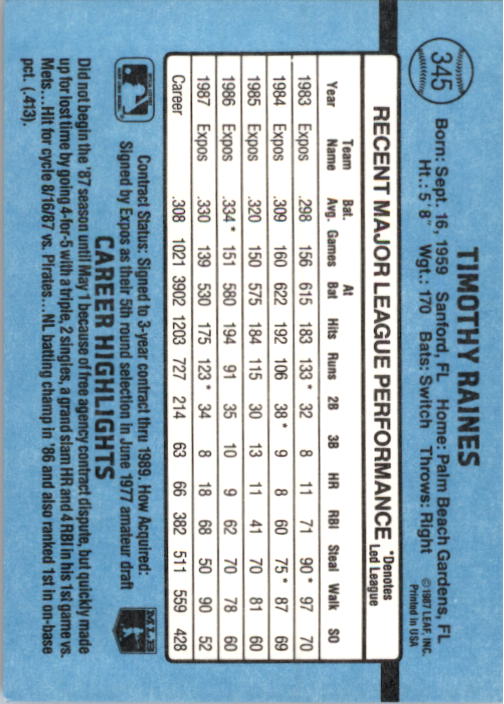 345
TIMOTHY RAINES
Born: Sept. 16, 1959 Sanford, FL Home: Palm Beach Gardens, FL
Ht.: 5' 8" Wgt.: 170 Bats: Switch Throws: Right
©1987 LEAF, INC.
Printed in USA
RECENT MAJOR LEAGUE PERFORMANCE *Denotes Led League
Year Team Name Bat. Avg. Games At Bat Hits Runs 2B 3B HR RBI Steal Walk SO
1983 Expos .298 156 615 183 133* 32 8 11 71 90* 97 70
1984 Expos .309 160 622 192 106 38* 9 8 60 75* 87 69
1985 Expos .320 150 575 184 115 30 13 11 41 70 81 60
1986 Expos .334* 151 580 194 91 35 10 9 62 70 78 60
1987 Expos .330 139 530 175 123* 34 8 18 68 50 90 52
Career .308 1021 3902 1203 727 214 63 66 382 511 559 428
Contract Status: Signed to 3-year contract thru 1989. How Acquired:
Signed by Expos as their 5th round selection in June 1977 amateur draft
MLB
CAREER HIGHLIGHTS
Did not begin the '87 season until May 1 because of free agency contract dispute, but quickly made
up for lost time by going 4-for-5 with a triple, 2 singles, a grand slam HR and 4 RBI in his 1st game vs.
Mets...Hit for cycle 8/16/87 vs. Pirates...NL batting champ in '86 and also ranked 1st in on-base
pct. (.413).